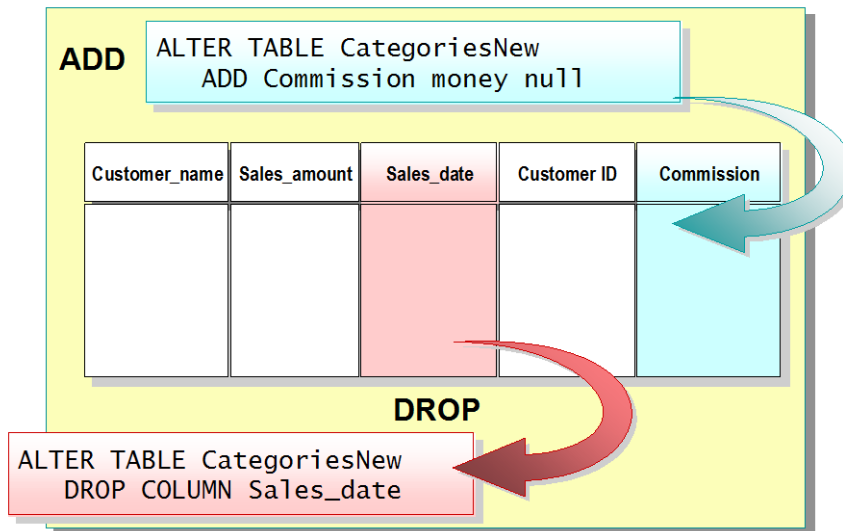 ADD
ALTER TABLE CategoriesNew
ADD Commission money null
Customer_name Sales_amount Sales_date Customer ID Commission
DROP
ALTER TABLE CategoriesNew
DROP COLUMN Sales_date